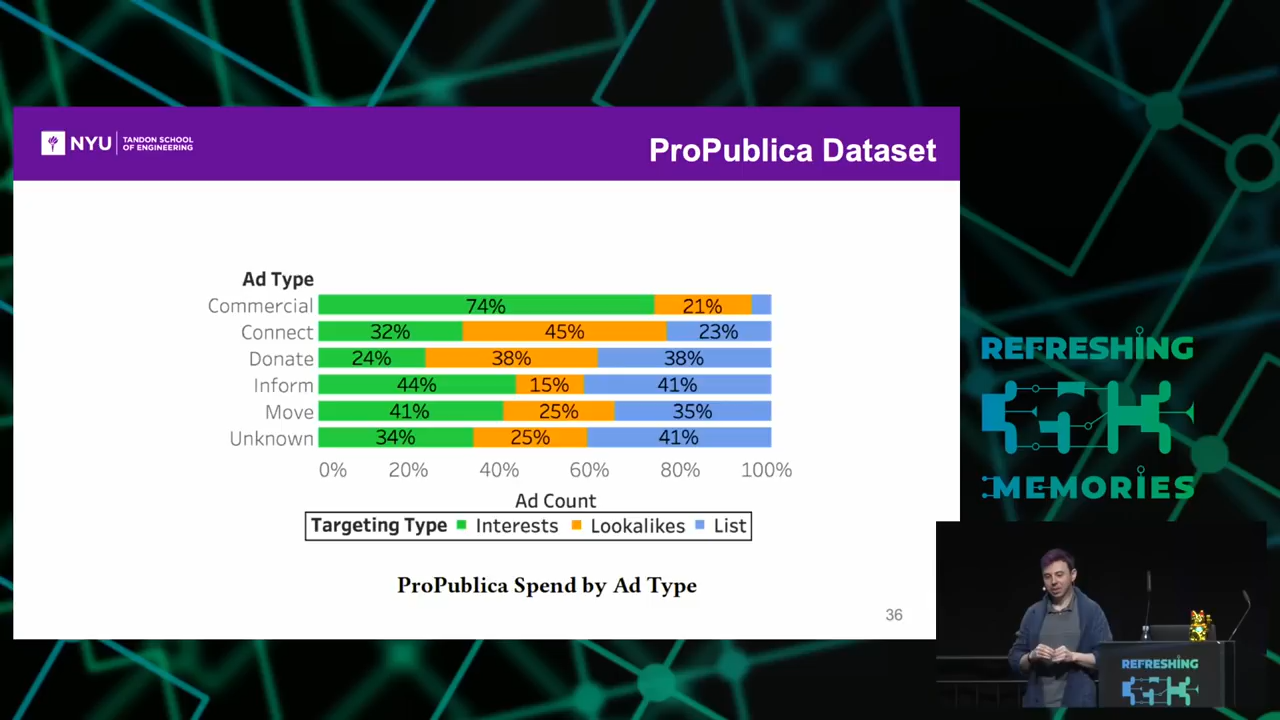 NYU
TANDON SCHOOL
OF ENGINEERING
ProPublica Dataset
Ad Type
Commercial 74% 21%
Connect 32% 45% 23%
Donate 24% 38% 38%
Inform 44% 15% 41%
Move 41% 25% 35%
Unknown 34% 25% 41%
0% 20% 40% 60% 80% 100%
Ad Count
Targeting Type Interests Lookalikes List
ProPublica Spend by Ad Type
36
REFRESHING
MEMORIES
REFRESHING